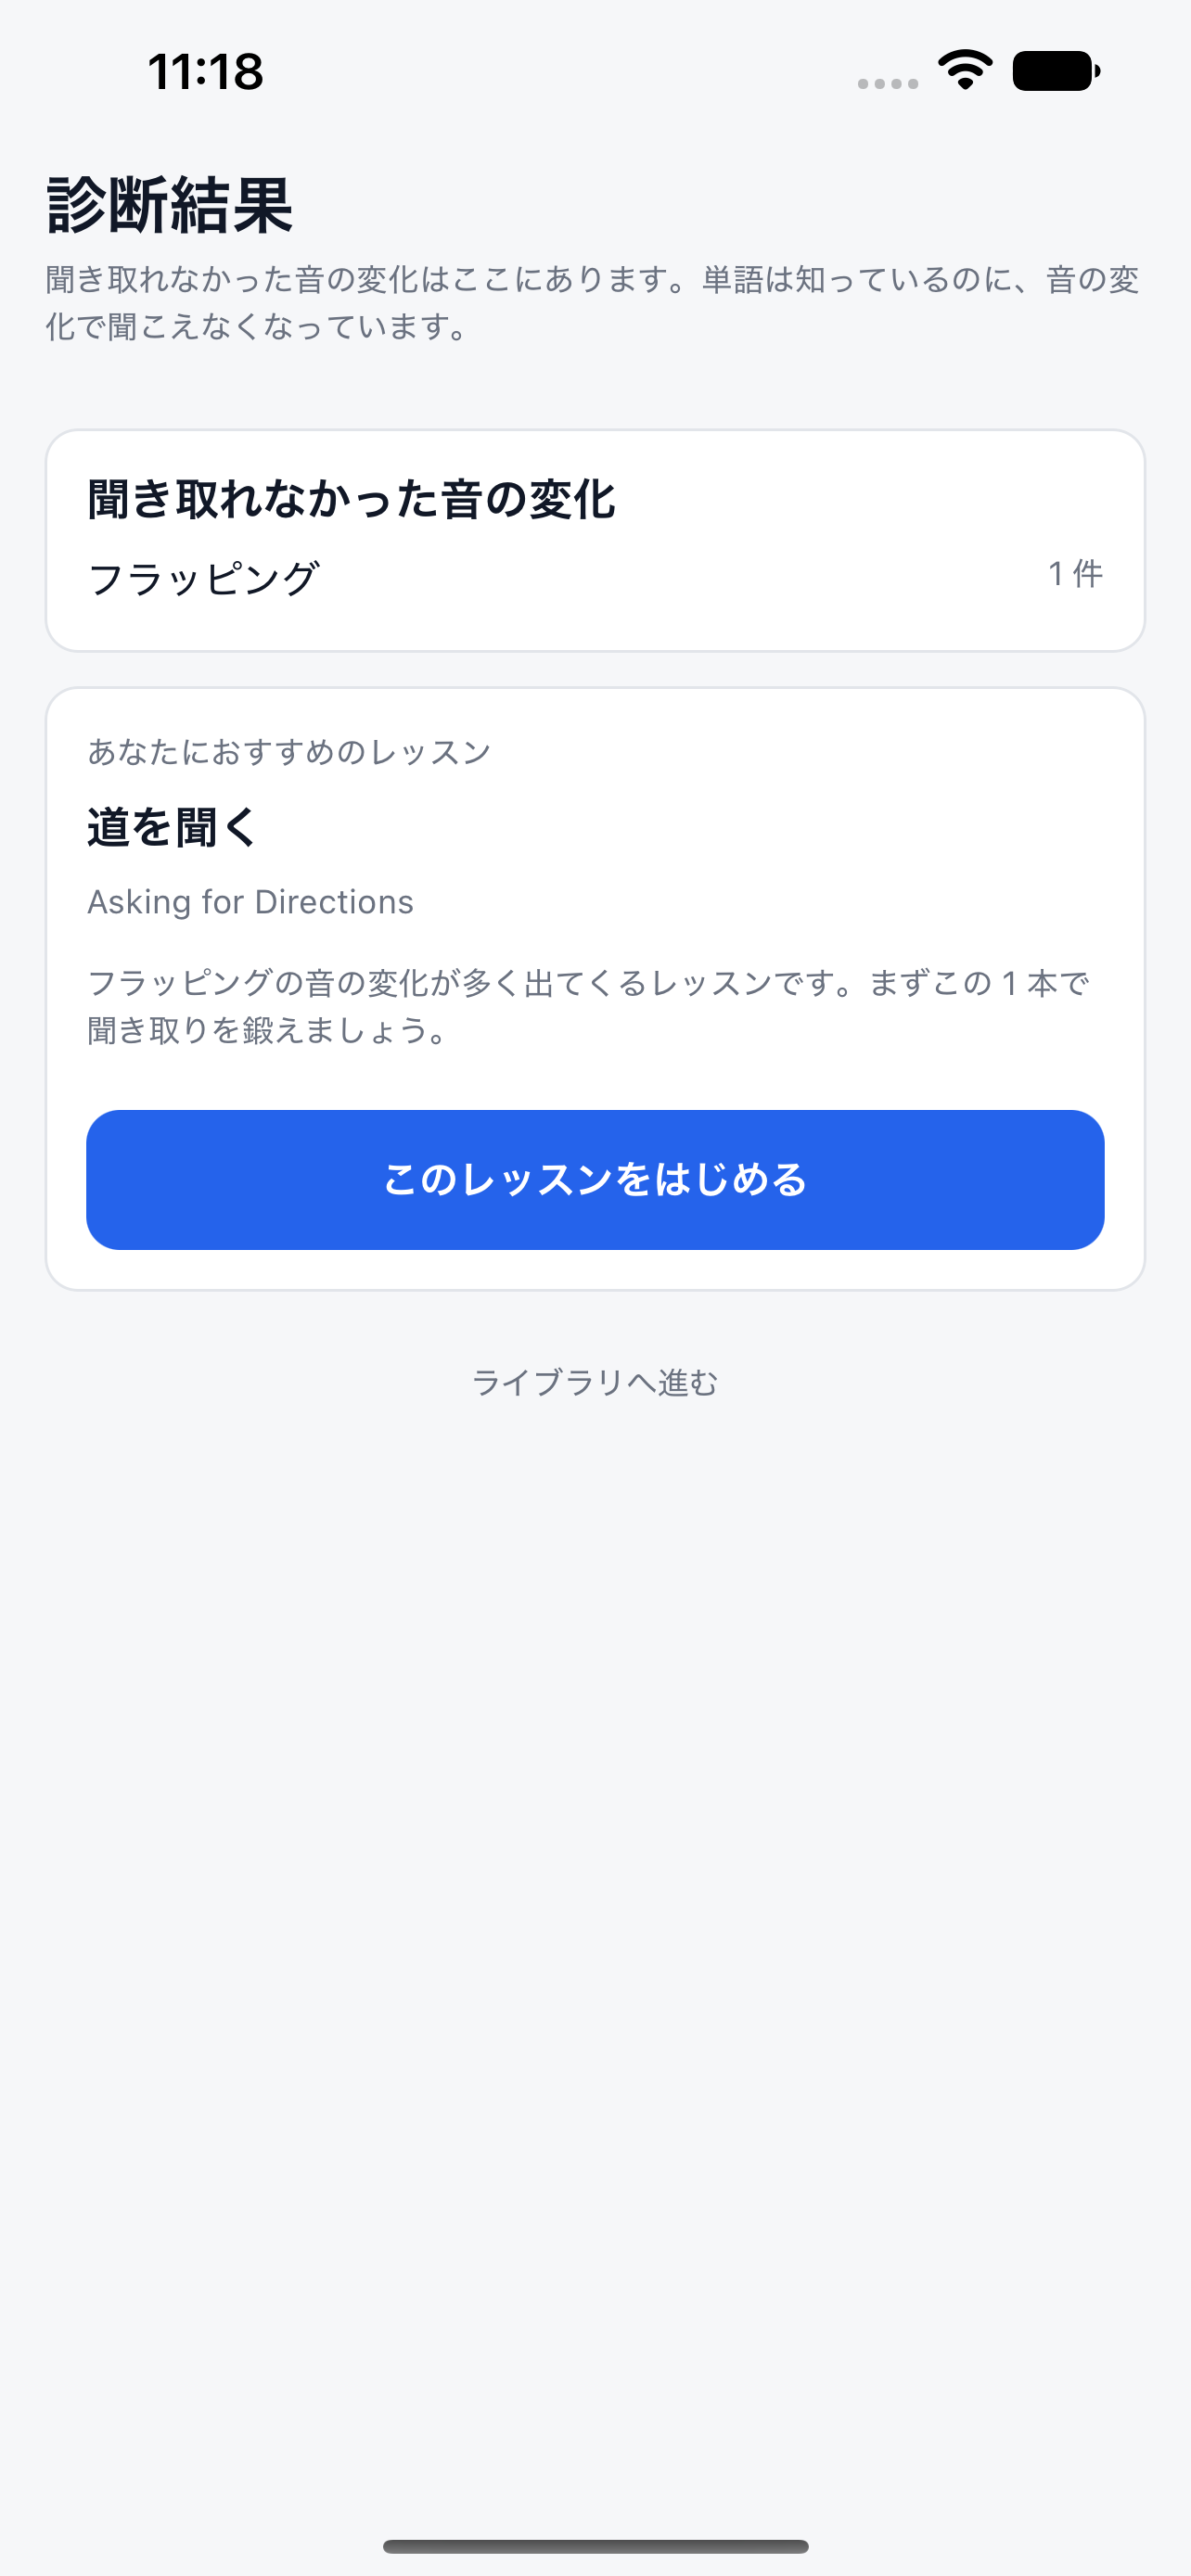 11:18
診断結果
聞き取れなかった音の変化はここにあります。単語は知っているのに、音の変
化で聞こえなくなっています。
聞き取れなかった音の変化
フラッピング 1 件
あなたにおすすめのレッスン
道を聞く
Asking for Directions
フラッピングの音の変化が多く出てくるレッスンです。まずこの 1 本で
聞き取りを鍛えましょう。
このレッスンをはじめる
ライブラリへ進む